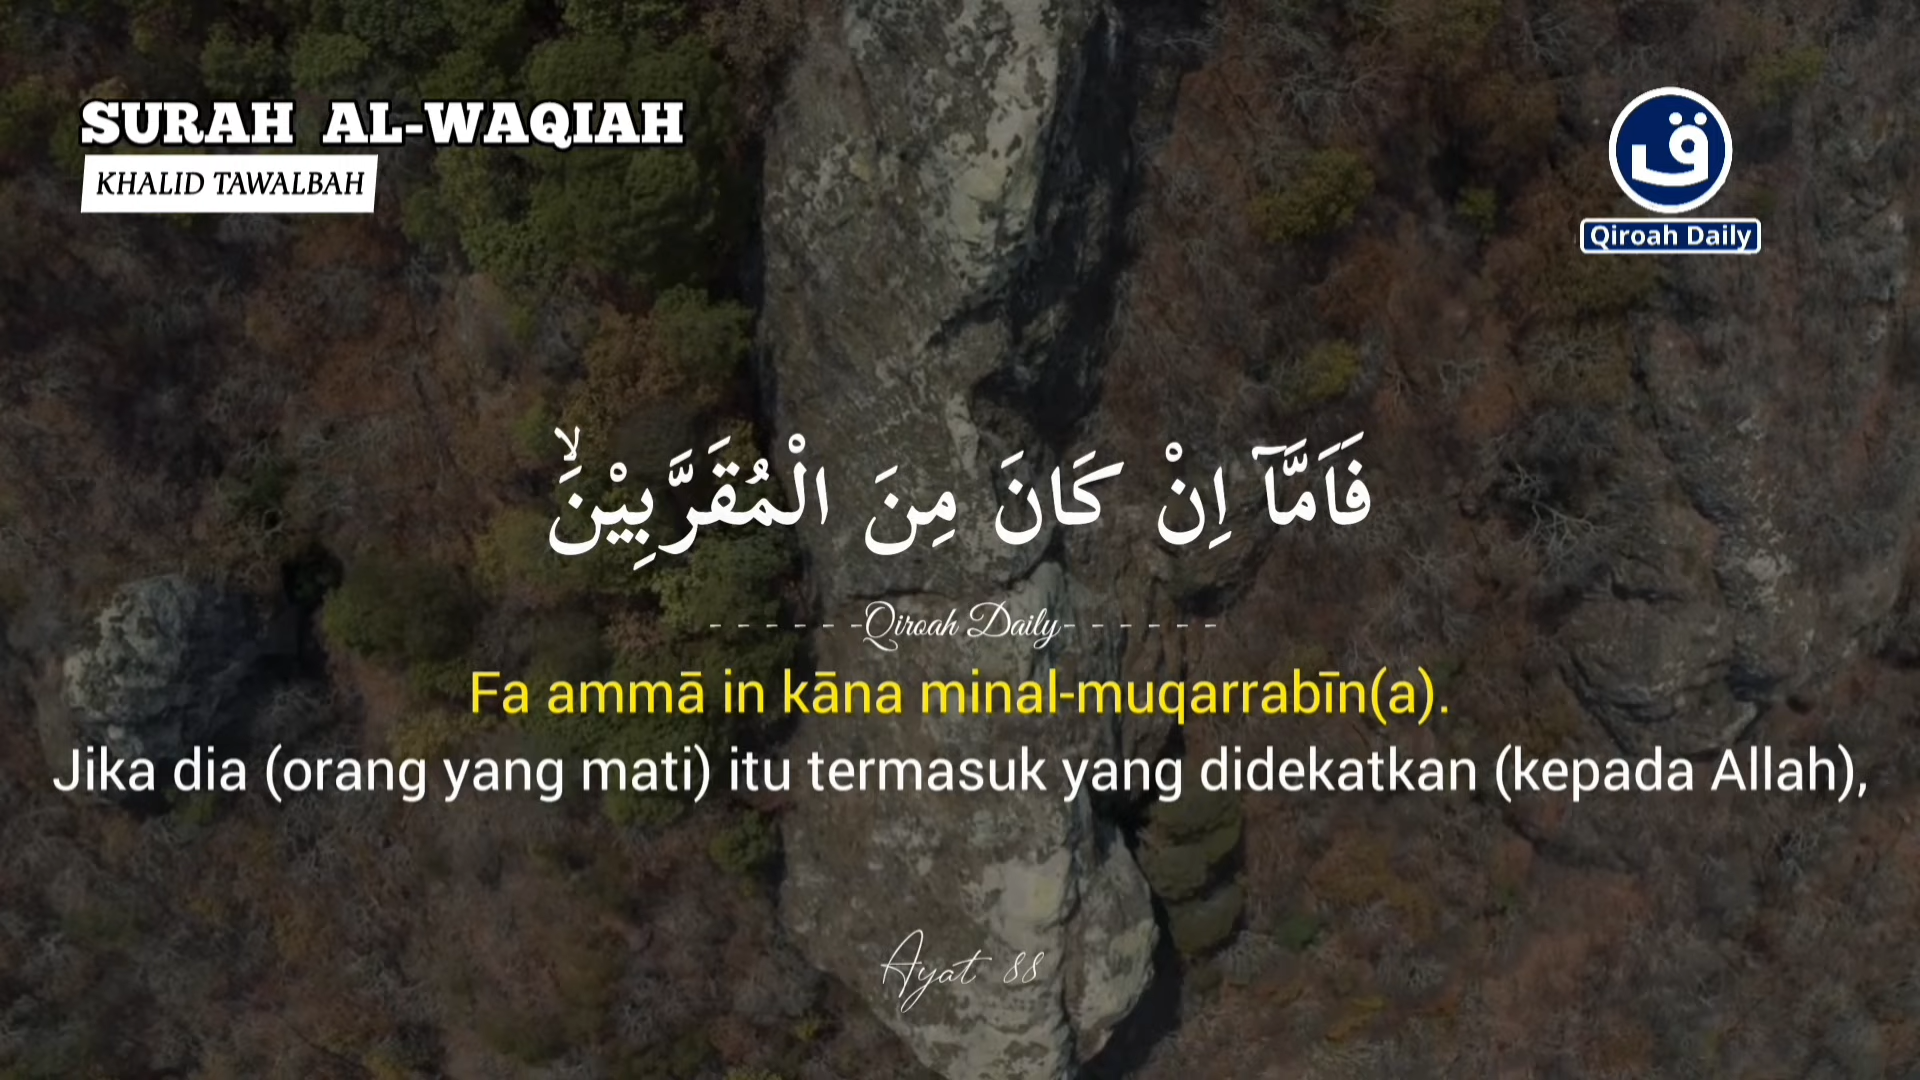 SURAH AL-WAQIAH
KHALID TAWALBAH
ق
Qiroah Daily
فَاَمَّآ اِنْ كَانَ مِنَ الْمُقَرَّبِيْنَۙ
- - - - - -Qiroah Daily- - - - - -
Fa ammā in kāna minal-muqarrabīn(a).
Jika dia (orang yang mati) itu termasuk yang didekatkan (kepada Allah),
Ayat 88